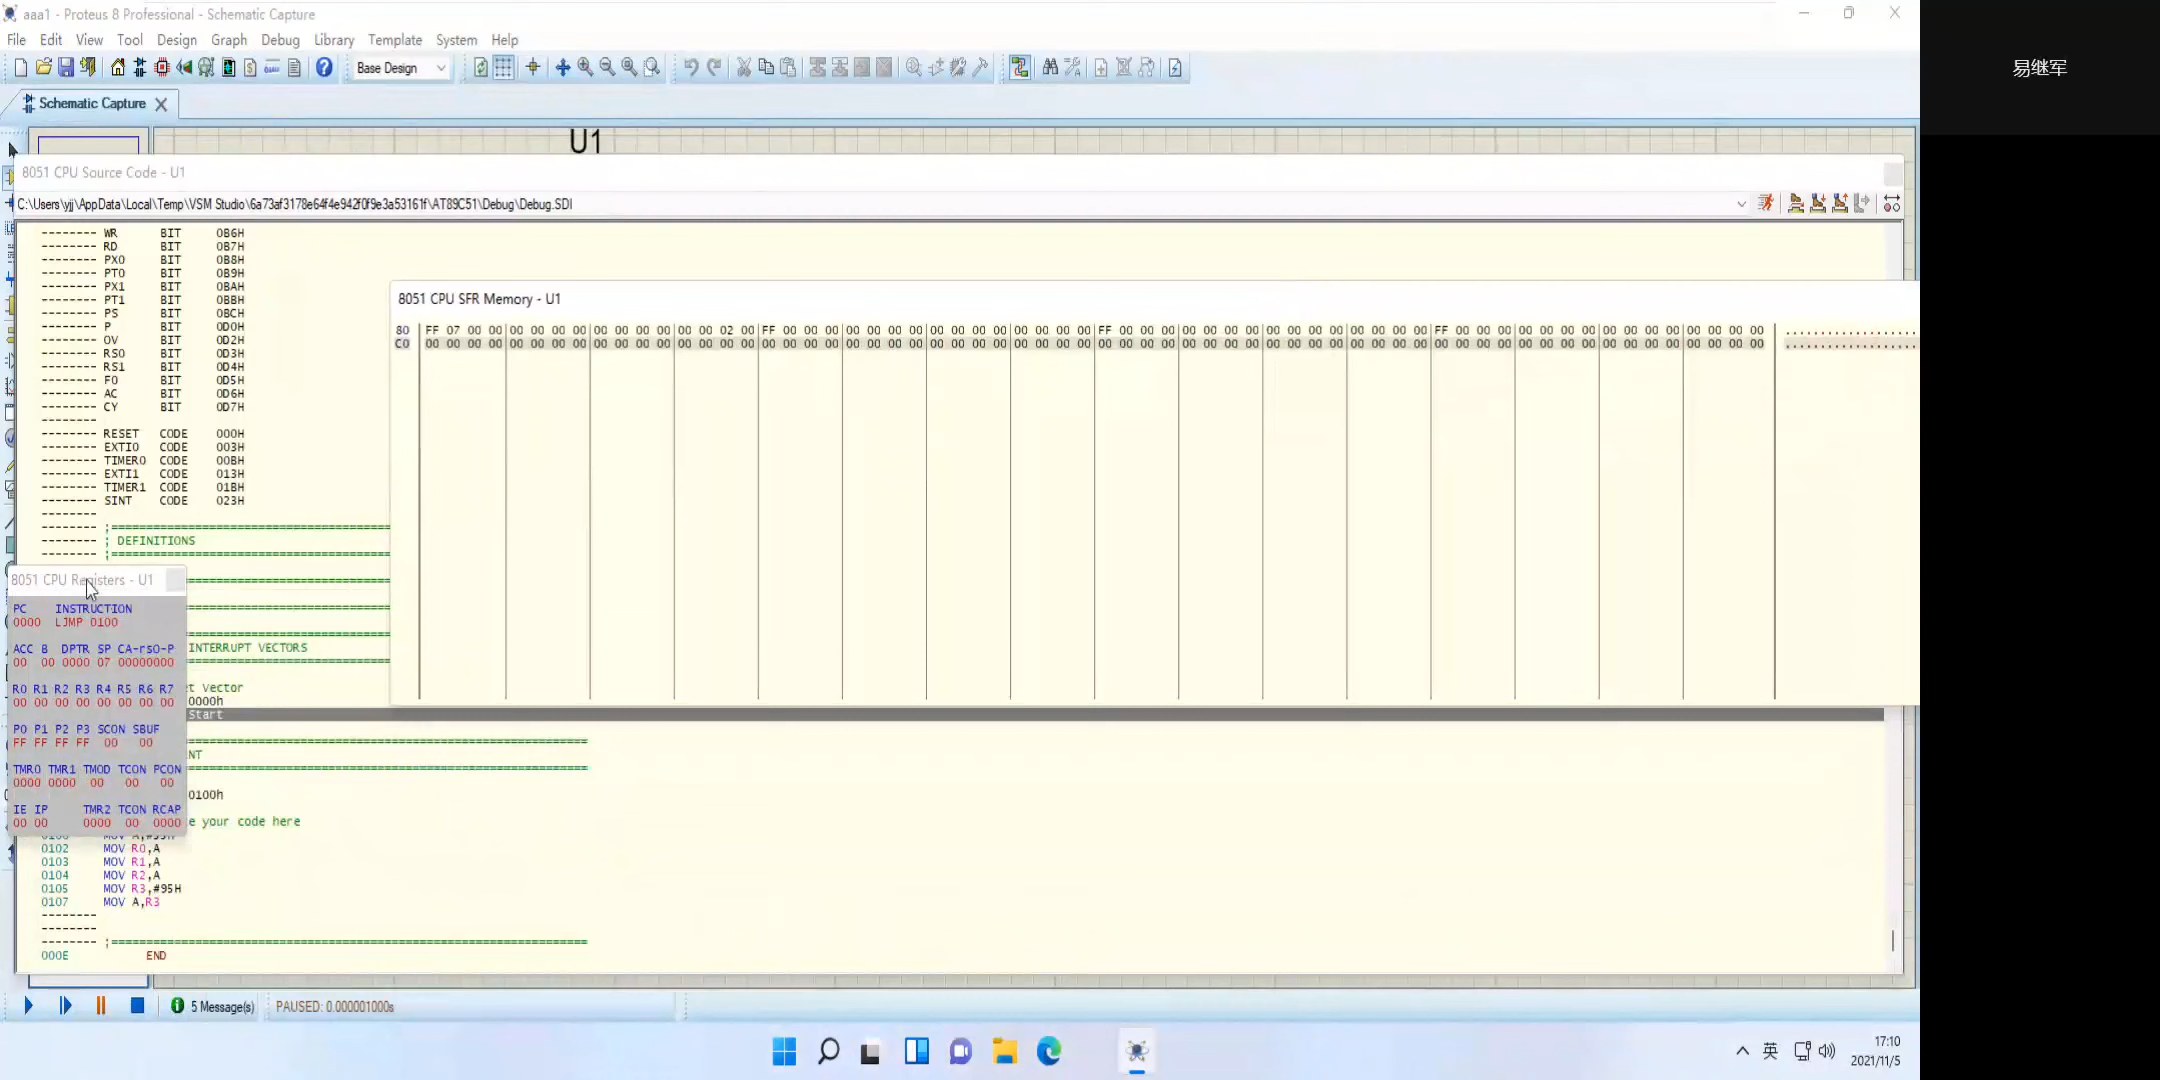 aaa1 - Proteus 8 Professional - Schematic Capture
File Edit View Tool Design Graph Debug Library Template System Help
Base Design
Schematic Capture
易继军
U1
8051 CPU Source Code - U1
C:\Users\yjj\AppData\Local\Temp\VSM Studio\6a73af3178e64f4e942f0f9e3a53161f\AT89C51\Debug\Debug.SDI
-------- WR BIT 0B6H
-------- RD BIT 0B7H
-------- PX0 BIT 0B8H
-------- PT0 BIT 0B9H
-------- PX1 BIT 0BAH
-------- PT1 BIT 0BBH
-------- PS BIT 0BCH
-------- P BIT 0D0H
-------- OV BIT 0D2H
-------- RS0 BIT 0D3H
-------- RS1 BIT 0D4H
-------- F0 BIT 0D5H
-------- AC BIT 0D6H
-------- CY BIT 0D7H
--------
-------- RESET CODE 000H
-------- EXTI0 CODE 003H
-------- TIMER0 CODE 00BH
-------- EXTI1 CODE 013H
-------- TIMER1 CODE 01BH
-------- SINT CODE 023H
--------
-------- ;========================================
-------- ; DEFINITIONS
-------- ;========================================
8051 CPU SFR Memory - U1
80 FF 07 00 00 00 00 00 00 00 00 00 00 00 00 02 00 FF 00 00 00 00 00 00 00 00 00 00 00 00 00 00 00 FF 00 00 00 00 00 00 00 00 00 00 00 00 00 00 00 FF 00 00 00 00 00 00 00 00 00 00 00 00 00 00 00
C0 00 00 00 00 00 00 00 00 00 00 00 00 00 00 00 00 00 00 00 00 00 00 00 00 00 00 00 00 00 00 00 00 00 00 00 00 00 00 00 00 00 00 00 00 00 00 00 00 00 00 00 00 00 00 00 00 00 00 00 00 00 00 00 00
8051 CPU Registers - U1
PC INSTRUCTION
0000 LJMP 0100
ACC B DPTR SP CA-rs0-P
00 00 0000 07 00000000
R0 R1 R2 R3 R4 R5 R6 R7
00 00 00 00 00 00 00 00
P0 P1 P2 P3 SCON SBUF
FF FF FF FF 00 00
TMR0 TMR1 TMOD TCON PCON
0000 0000 00 00 00
IE IP TMR2 TCON RCAP
00 00 0000 00 0000
INTERRUPT VECTORS
t Vector
0000h
Start
NT
0100h
e your code here
0102 MOV R0,A
0103 MOV R1,A
0104 MOV R2,A
0105 MOV R3,#95H
0107 MOV A,R3
--------
--------
-------- ;====================================================================
000E END
5 Message(s) PAUSED: 0.000001000s
英
17:10
2021/11/5